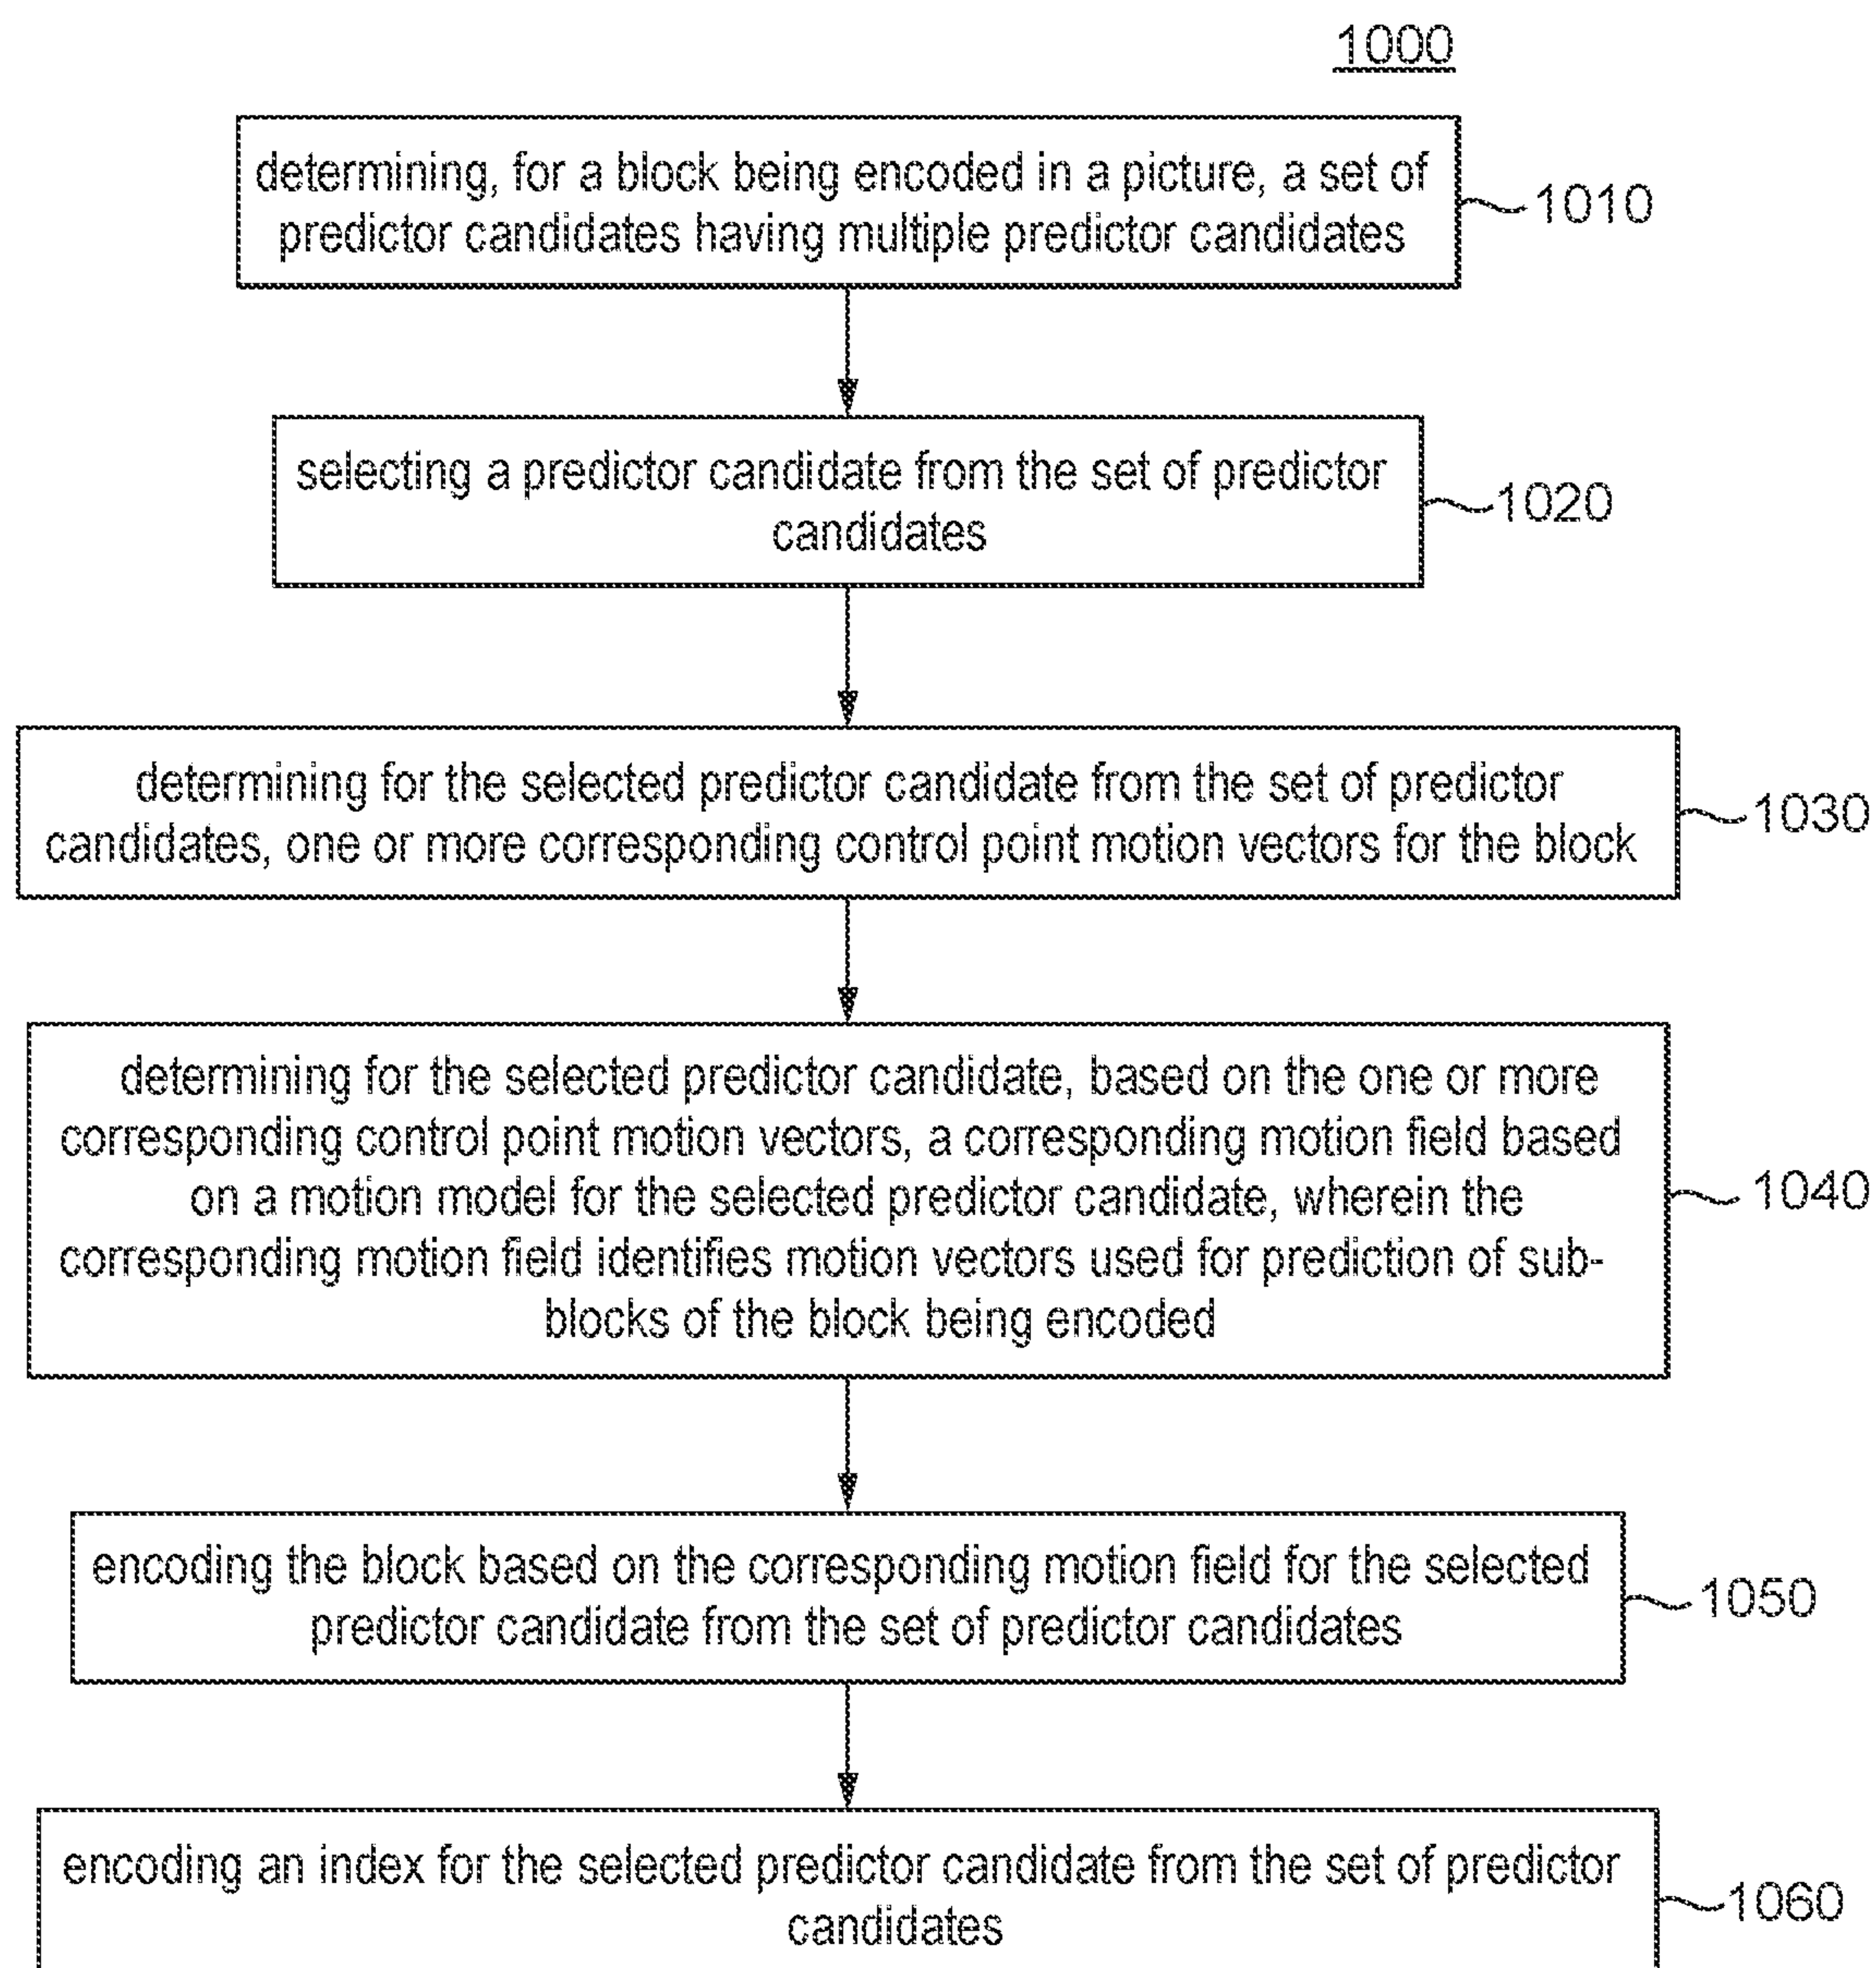 1000
determining, for a block being encoded in a picture, a set of
predictor candidates having multiple predictor candidates
1010
selecting a predictor candidate from the set of predictor
candidates
1020
determining for the selected predictor candidate from the set of predictor
candidates, one or more corresponding control point motion vectors for the block
1030
determining for the selected predictor candidate, based on the one or more
corresponding control point motion vectors, a corresponding motion field based
on a motion model for the selected predictor candidate, wherein the
corresponding motion field identifies motion vectors used for prediction of sub-
blocks of the block being encoded
1040
encoding the block based on the corresponding motion field for the selected
predictor candidate from the set of predictor candidates
1050
encoding an index for the selected predictor candidate from the set of predictor
candidates
1060